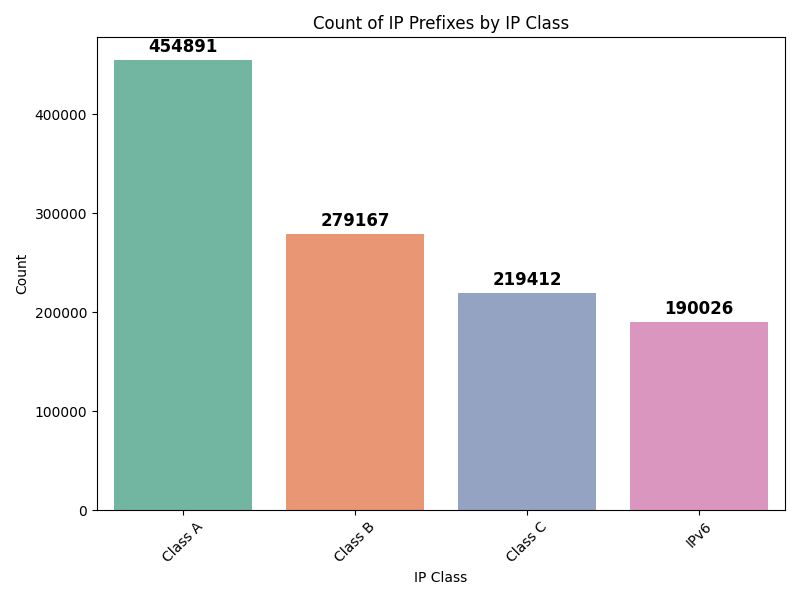 Count of IP Prefixes by IP Class
454891
279167
219412
190026
400000
300000
200000
100000
0
Count
Class A
Class B
Class C
IPv6
IP Class